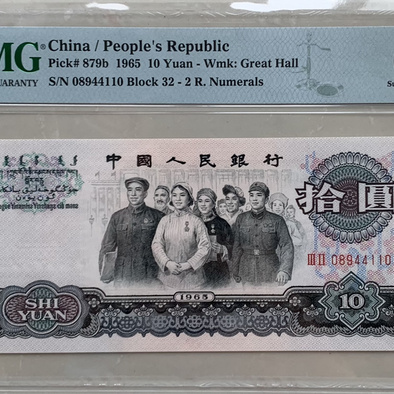 MG China / People's Republic
GUARANTY Pick# 879b 1965 10 Yuan - Wmk: Great Hall
S/N 08944110 Block 32 - 2 R. Numerals
中國人民銀行
拾圓
ⅢⅡ 08944110
1965
SHI
YUAN
10